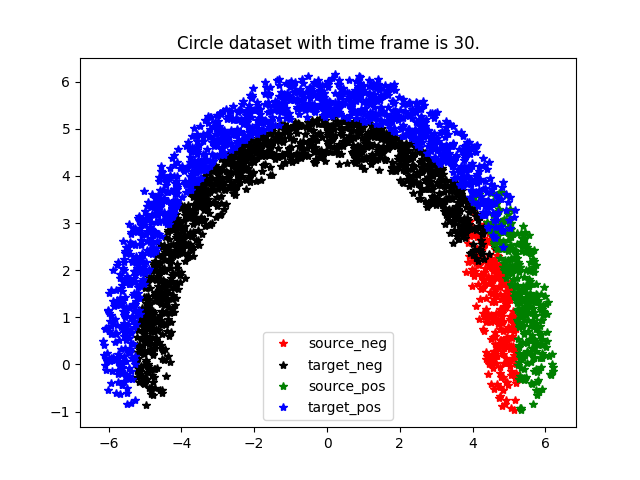 Circle dataset with time frame is 30.
6
5
4
3
2
1
0
−1
source_neg
target_neg
source_pos
target_pos
−6 −4 −2 0 2 4 6